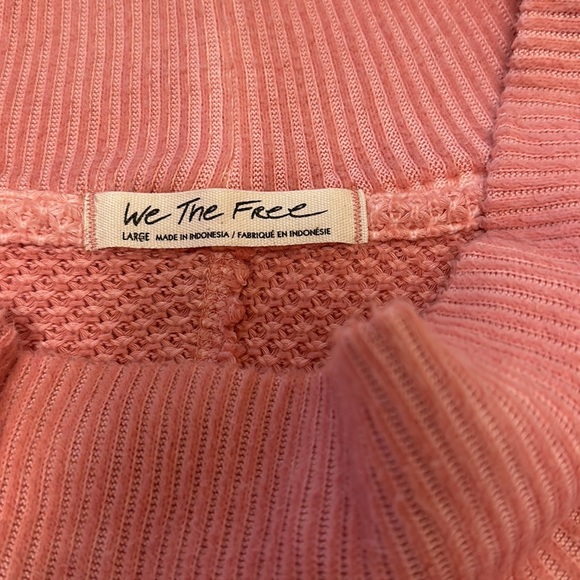 We The Free
LARGE MADE IN INDONESIA / FABRIQUÉ EN INDONÉSIE